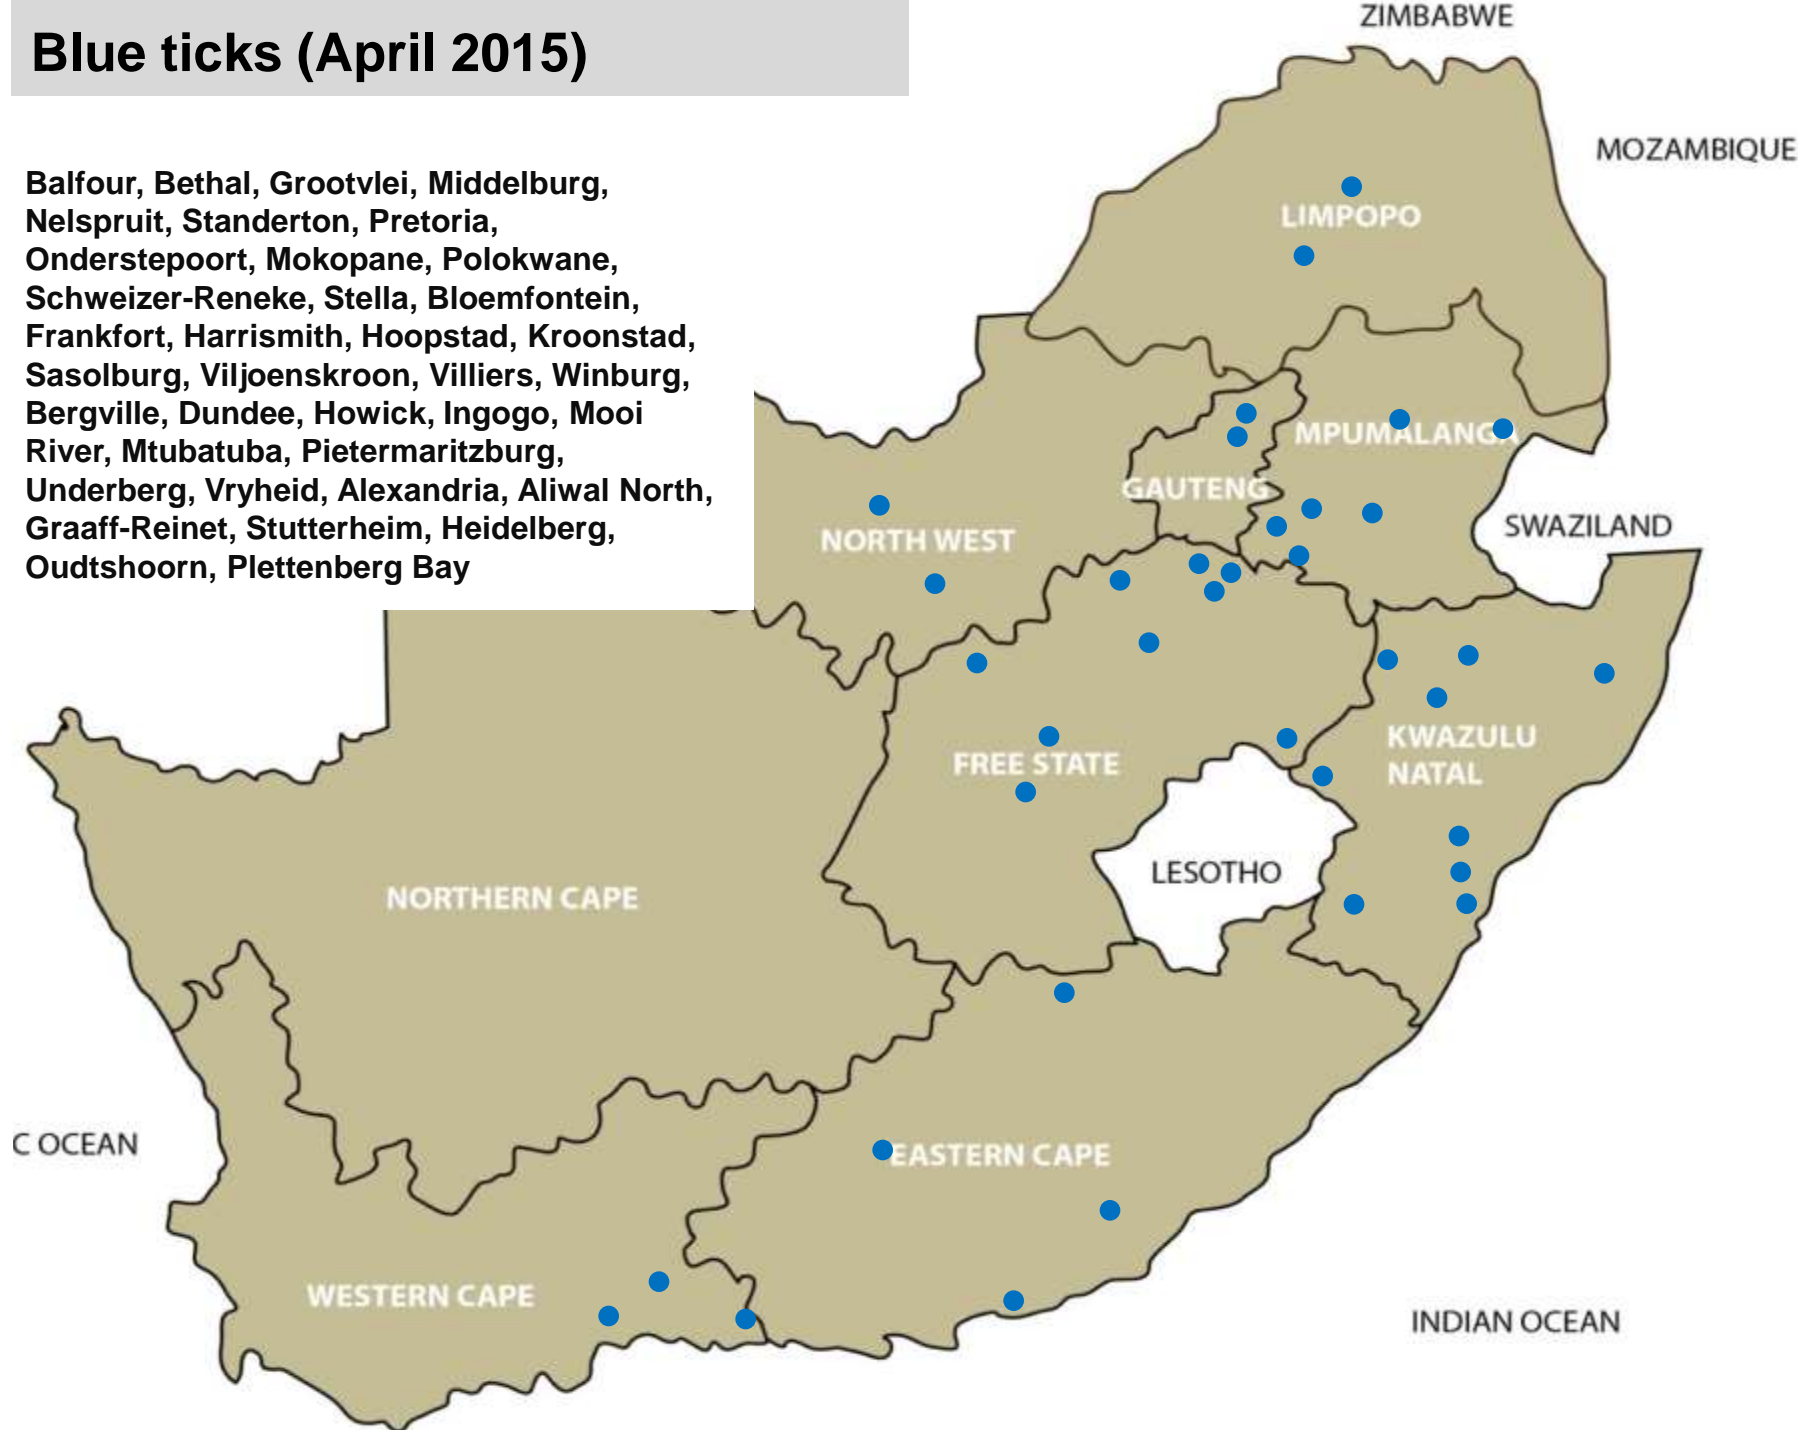 Blue ticks (April 2015)
Balfour, Bethal, Grootvlei, Middelburg,
Nelspruit, Standerton, Pretoria,
Onderstepoort, Mokopane, Polokwane,
Schweizer-Reneke, Stella, Bloemfontein,
Frankfort, Harrismith, Hoopstad, Kroonstad,
Sasolburg, Viljoenskroon, Villiers, Winburg,
Bergville, Dundee, Howick, Ingogo, Mooi
River, Mtubatuba, Pietermaritzburg,
Underberg, Vryheid, Alexandria, Aliwal North,
Graaff-Reinet, Stutterheim, Heidelberg,
Oudtshoorn, Plettenberg Bay
ZIMBABWE
MOZAMBIQUE
LIMPOPO
MPUMALANGA
GAUTENG
SWAZILAND
NORTH WEST
KWAZULU
NATAL
FREE STATE
LESOTHO
NORTHERN CAPE
C OCEAN
EASTERN CAPE
WESTERN CAPE
INDIAN OCEAN